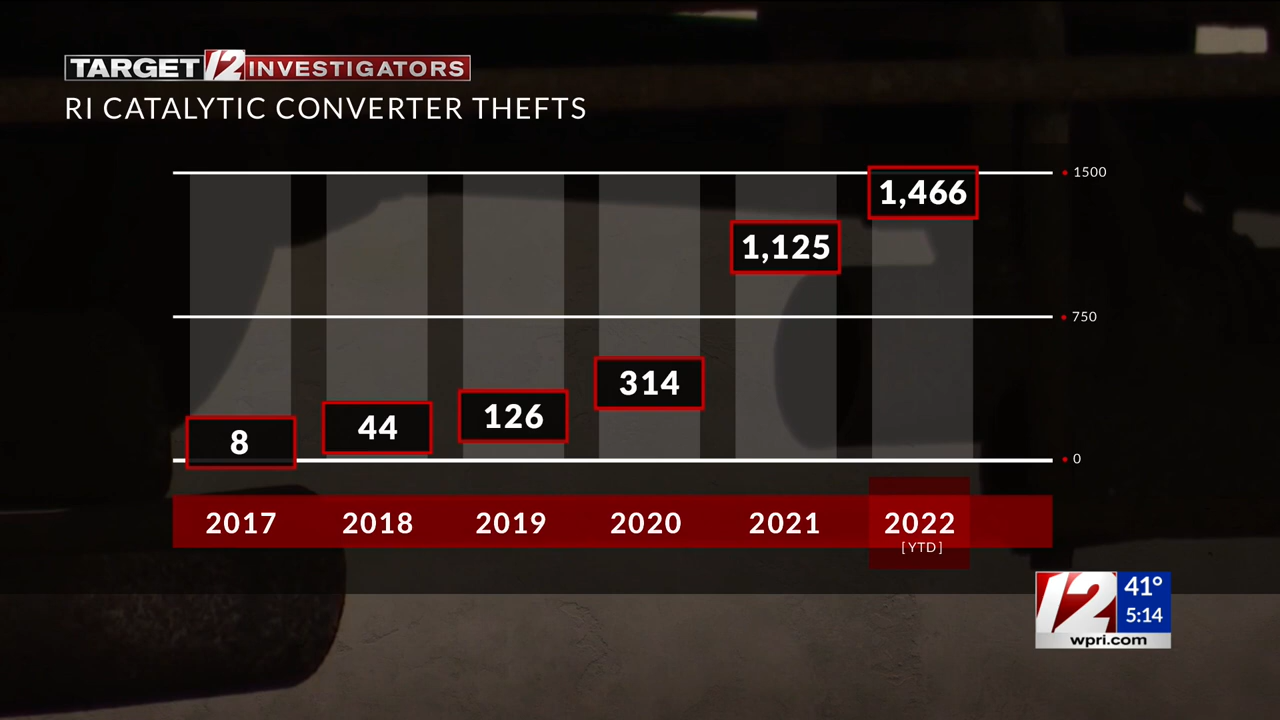 TARGET 12 INVESTIGATORS
RI CATALYTIC CONVERTER THEFTS
1500
1,466
1,125
750
314
126
44
8
0
2017 2018 2019 2020 2021 2022
[YTD]
12 41°
5:14
wpri.com